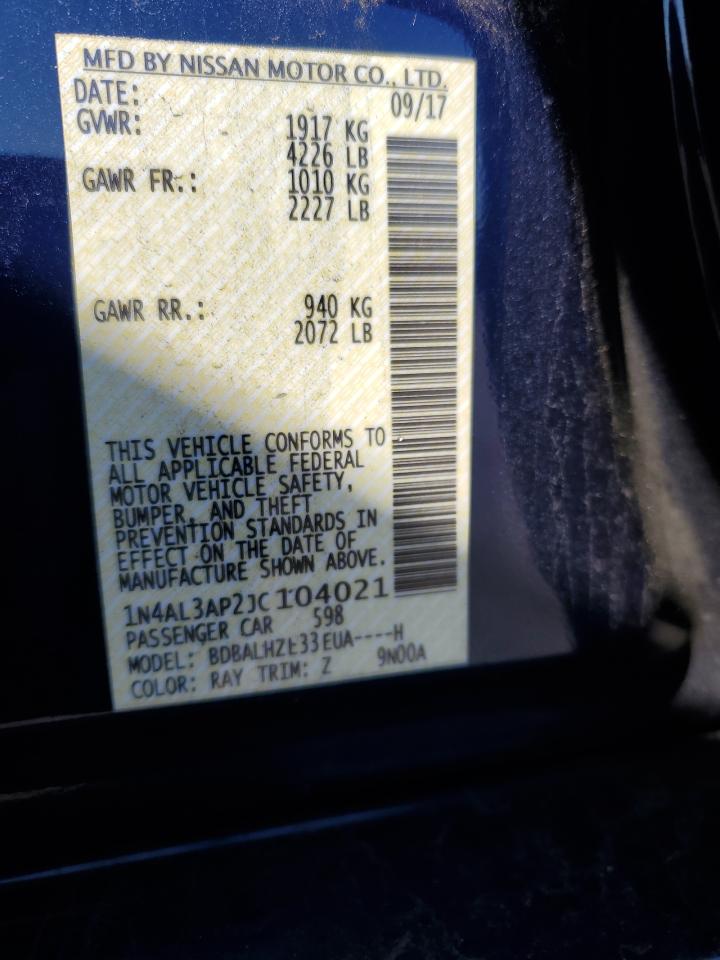 MFD BY NISSAN MOTOR CO., LTD.
DATE: 09/17
GVWR: 1917 KG
4226 LB
GAWR FR.: 1010 KG
2227 LB
GAWR RR.: 940 KG
2072 LB
THIS VEHICLE CONFORMS TO
ALL APPLICABLE FEDERAL
MOTOR VEHICLE SAFETY,
BUMPER, AND THEFT
PREVENTION STANDARDS IN
EFFECT ON THE DATE OF
MANUFACTURE SHOWN ABOVE.
1N4AL3AP2JC104021
PASSENGER CAR 598
MODEL: BDBALHZL33EUA----H
COLOR: RAY TRIM: Z 9N00A